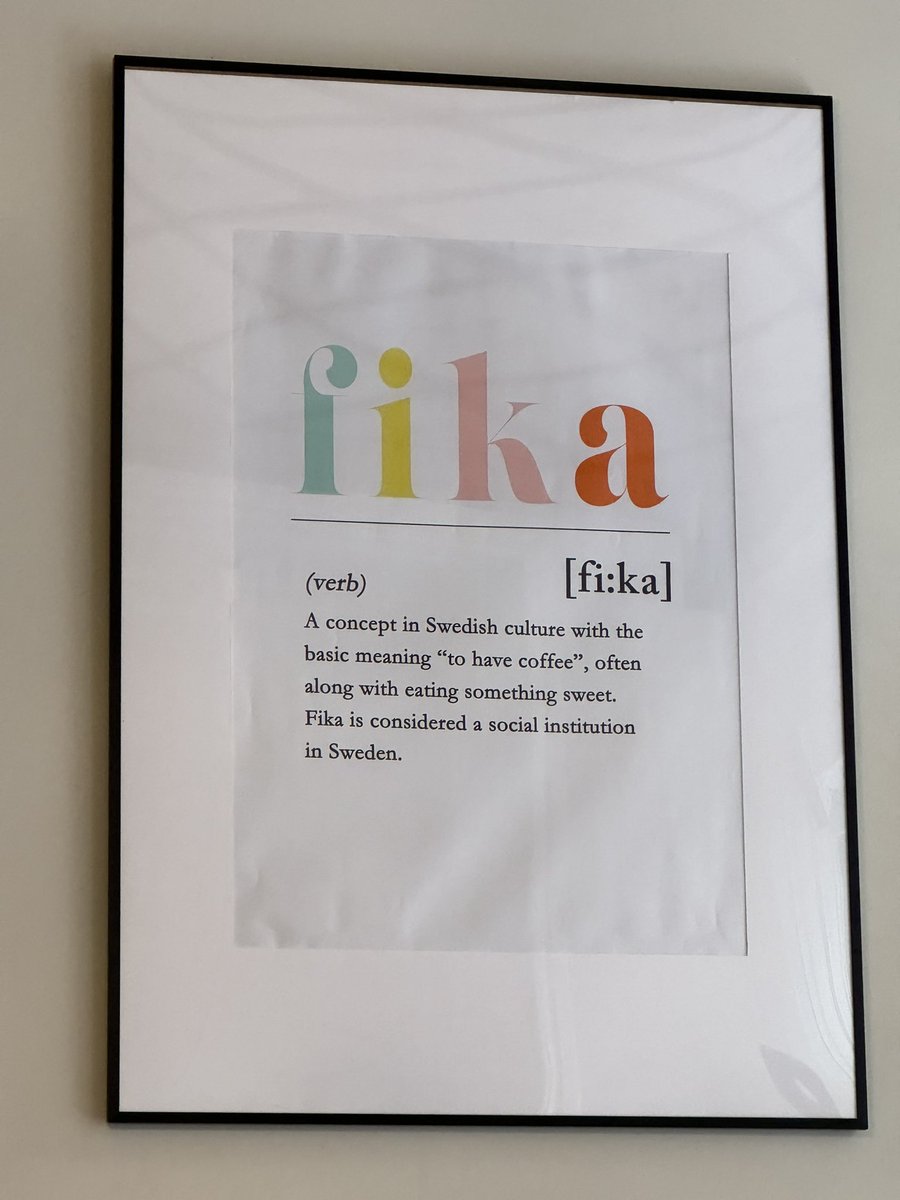 fika
(verb) [fi:ka]
A concept in Swedish culture with the
basic meaning “to have coffee”, often
along with eating something sweet.
Fika is considered a social institution
in Sweden.